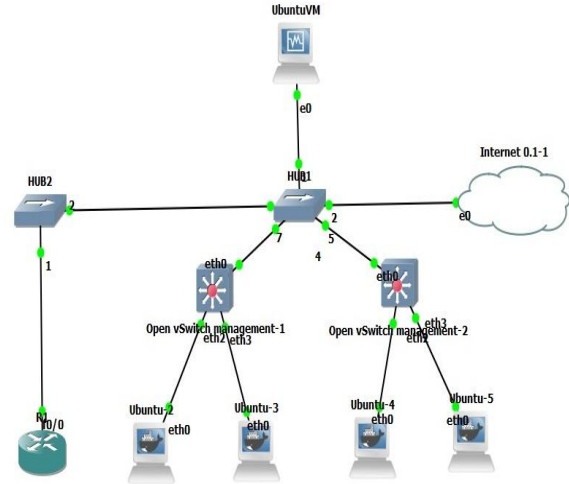 UbuntuVM
e0
Internet 0.1-1
HUB2
HUB1
2
2
e0
7
5
1
4
eth0
eth0
Open vSwitch management-1
Open vSwitch management-2
eth2
eth3
eth2
eth3
R1
f0/0
Ubuntu-2
eth0
Ubuntu-3
eth0
Ubuntu-4
eth0
Ubuntu-5
eth0